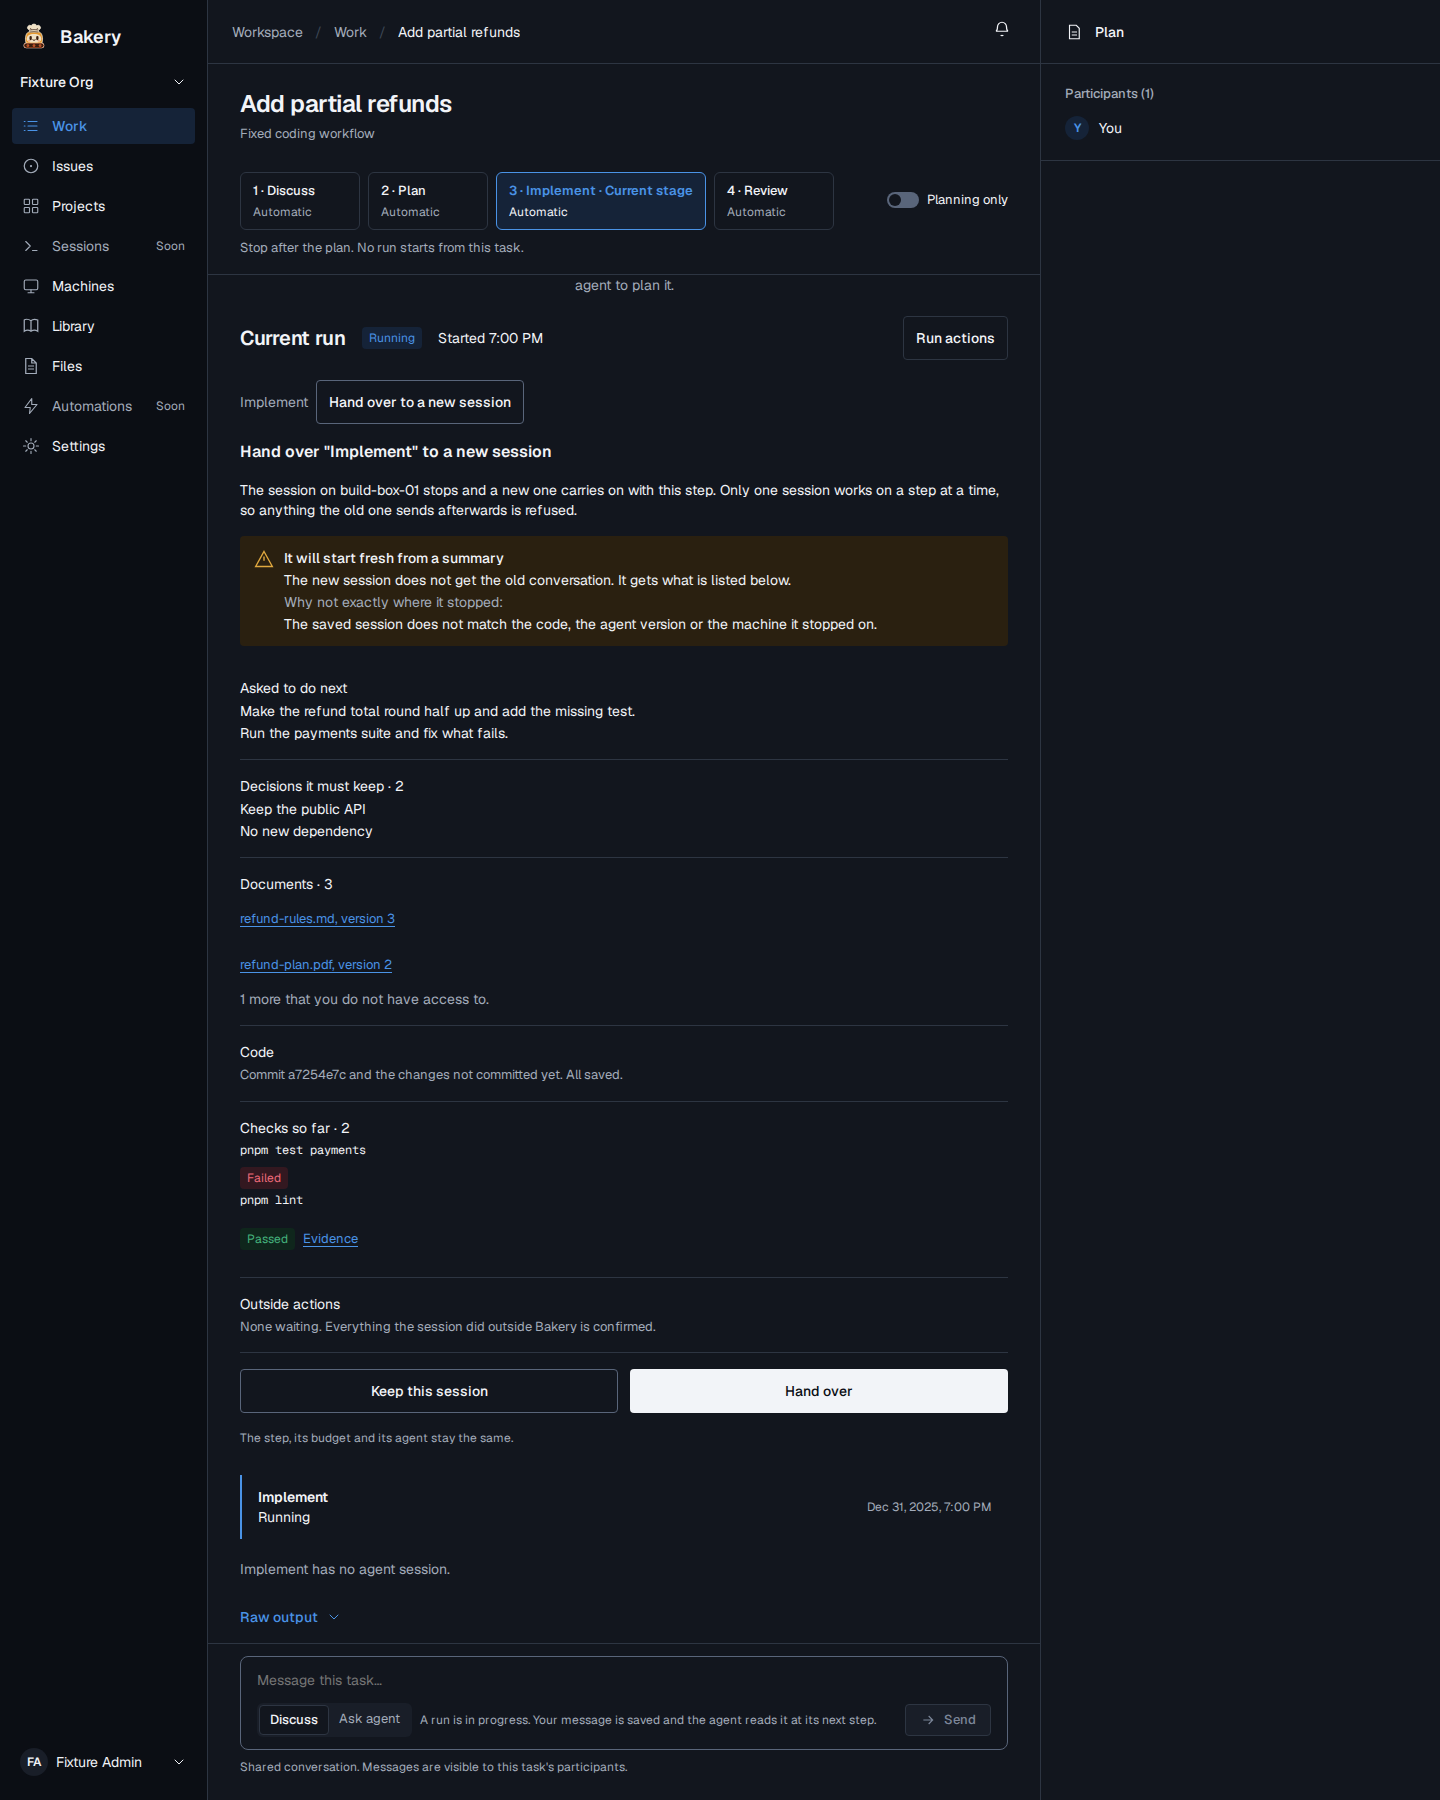 Bakery
Fixture Org
Work
Issues
Projects
Sessions Soon
Machines
Library
Files
Automations Soon
Settings
FA Fixture Admin
Workspace / Work / Add partial refunds
Add partial refunds
Fixed coding workflow
1 · Discuss
Automatic
2 · Plan
Automatic
3 · Implement · Current stage
Automatic
4 · Review
Automatic
Planning only
Stop after the plan. No run starts from this task.
agent to plan it.
Current run Running Started 7:00 PM Run actions
Implement Hand over to a new session
Hand over "Implement" to a new session
The session on build-box-01 stops and a new one carries on with this step. Only one session works on a step at a time,
so anything the old one sends afterwards is refused.
It will start fresh from a summary
The new session does not get the old conversation. It gets what is listed below.
Why not exactly where it stopped:
The saved session does not match the code, the agent version or the machine it stopped on.
Asked to do next
Make the refund total round half up and add the missing test.
Run the payments suite and fix what fails.
Decisions it must keep · 2
Keep the public API
No new dependency
Documents · 3
refund-rules.md, version 3
refund-plan.pdf, version 2
1 more that you do not have access to.
Code
Commit a7254e7c and the changes not committed yet. All saved.
Checks so far · 2
pnpm test payments
Failed
pnpm lint
Passed Evidence
Outside actions
None waiting. Everything the session did outside Bakery is confirmed.
Keep this session Hand over
The step, its budget and its agent stay the same.
Implement
Running
Dec 31, 2025, 7:00 PM
Implement has no agent session.
Raw output
Message this task…
Discuss Ask agent A run is in progress. Your message is saved and the agent reads it at its next step. Send
Shared conversation. Messages are visible to this task's participants.
Plan
Participants (1)
Y You